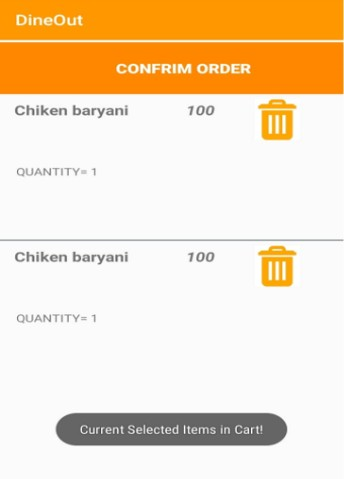 DineOut
CONFRIM ORDER
Chiken baryani 100
QUANTITY= 1
Chiken baryani 100
QUANTITY= 1
Current Selected Items in Cart!